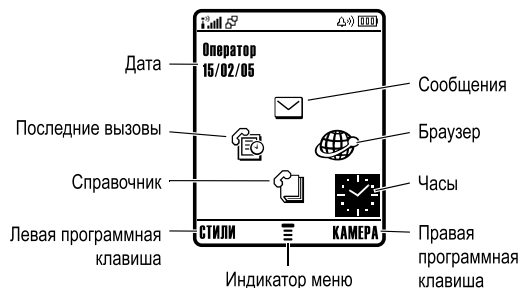 Оператор
15/02/05
Дата
Сообщения
Последние вызовы
Браузер
Справочник
Часы
СТИЛИ
КАМЕРА
Левая программная
клавиша
Индикатор меню
Правая
программная
клавиша